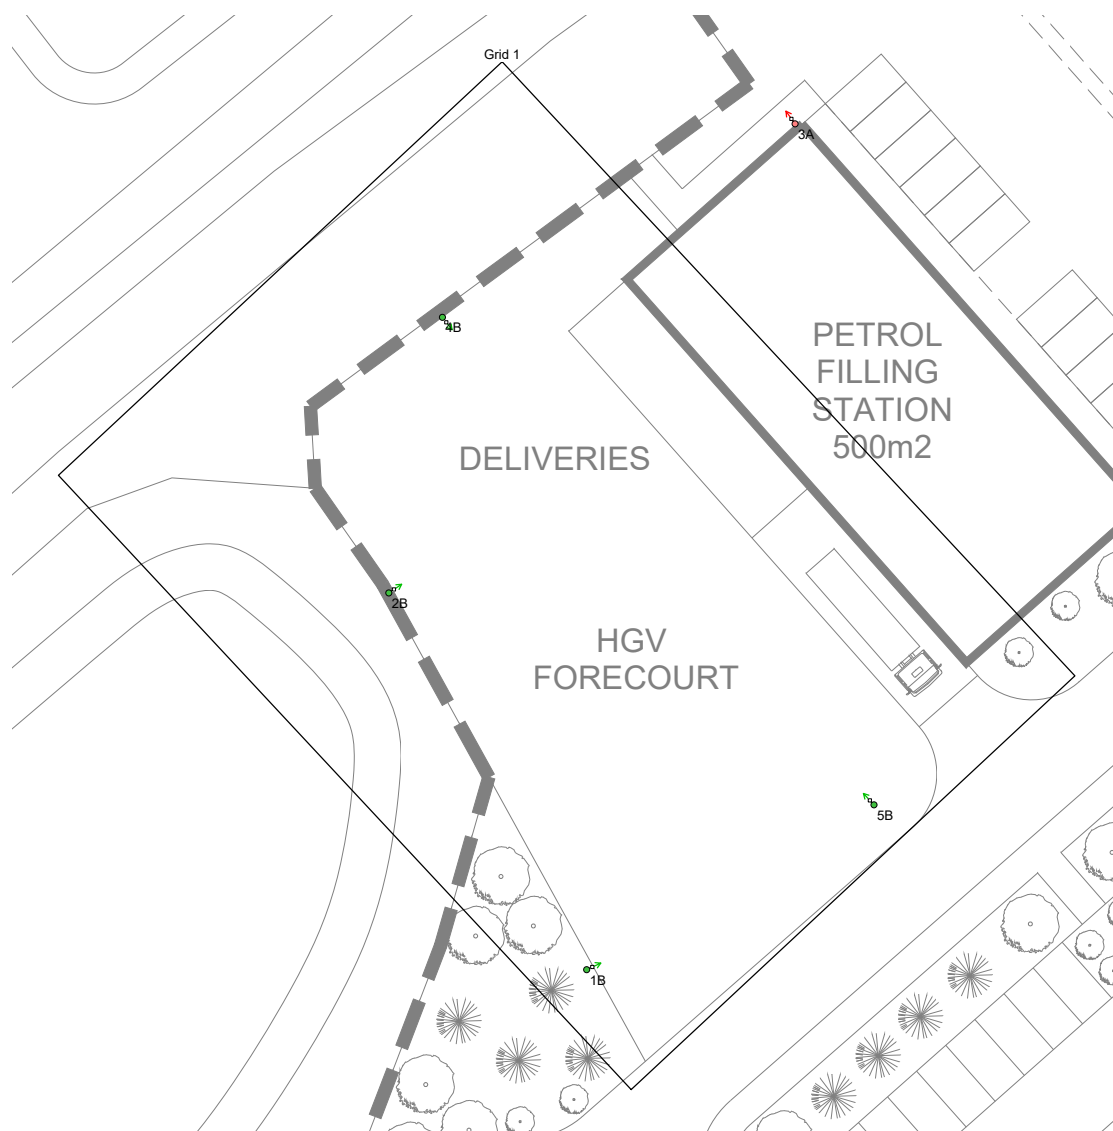 Grid 1
3A
4B
PETROL
FILLING
STATION
500m2
DELIVERIES
2B
HGV
FORECOURT
5B
1B